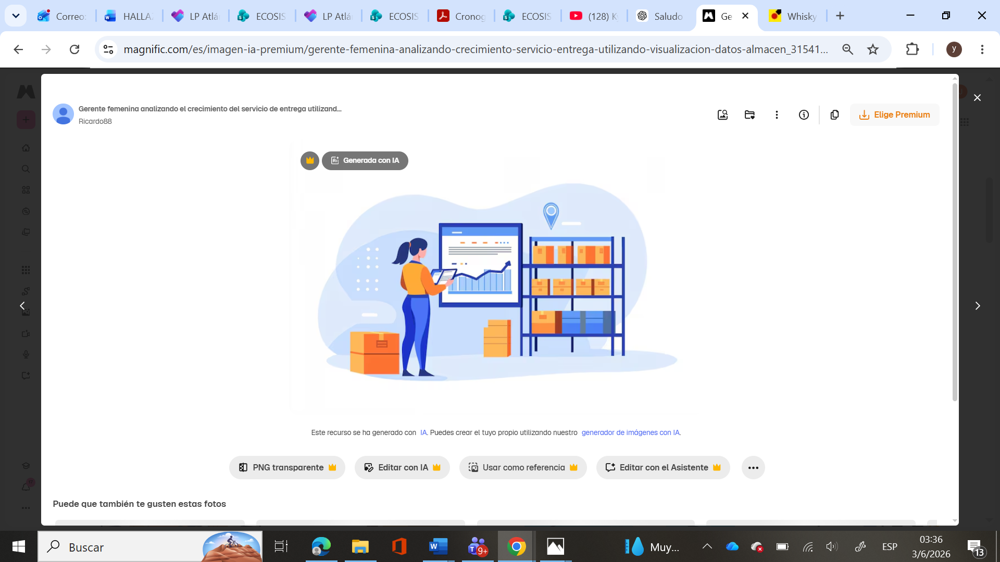 Correo:
HALLAZ
LP Atlá
ECOSIS
LP Atlá
ECOSIS
Cronog
ECOSIS
(128) K
Saludo
Ge
Whisky
magnific.com/es/imagen-ia-premium/gerente-femenina-analizando-crecimiento-servicio-entrega-utilizando-visualizacion-datos-almacen_31541...
y
Gerente femenina analizando el crecimiento del servicio de entrega utilizand...
Ricardo88
Elige Premium
Generada con IA
Este recurso se ha generado con IA. Puedes crear el tuyo propio utilizando nuestro generador de imágenes con IA.
PNG transparente
Editar con IA
Usar como referencia
Editar con el Asistente
Puede que también te gusten estas fotos
Buscar
9+
Muy...
ESP
03:36
3/6/2026
13